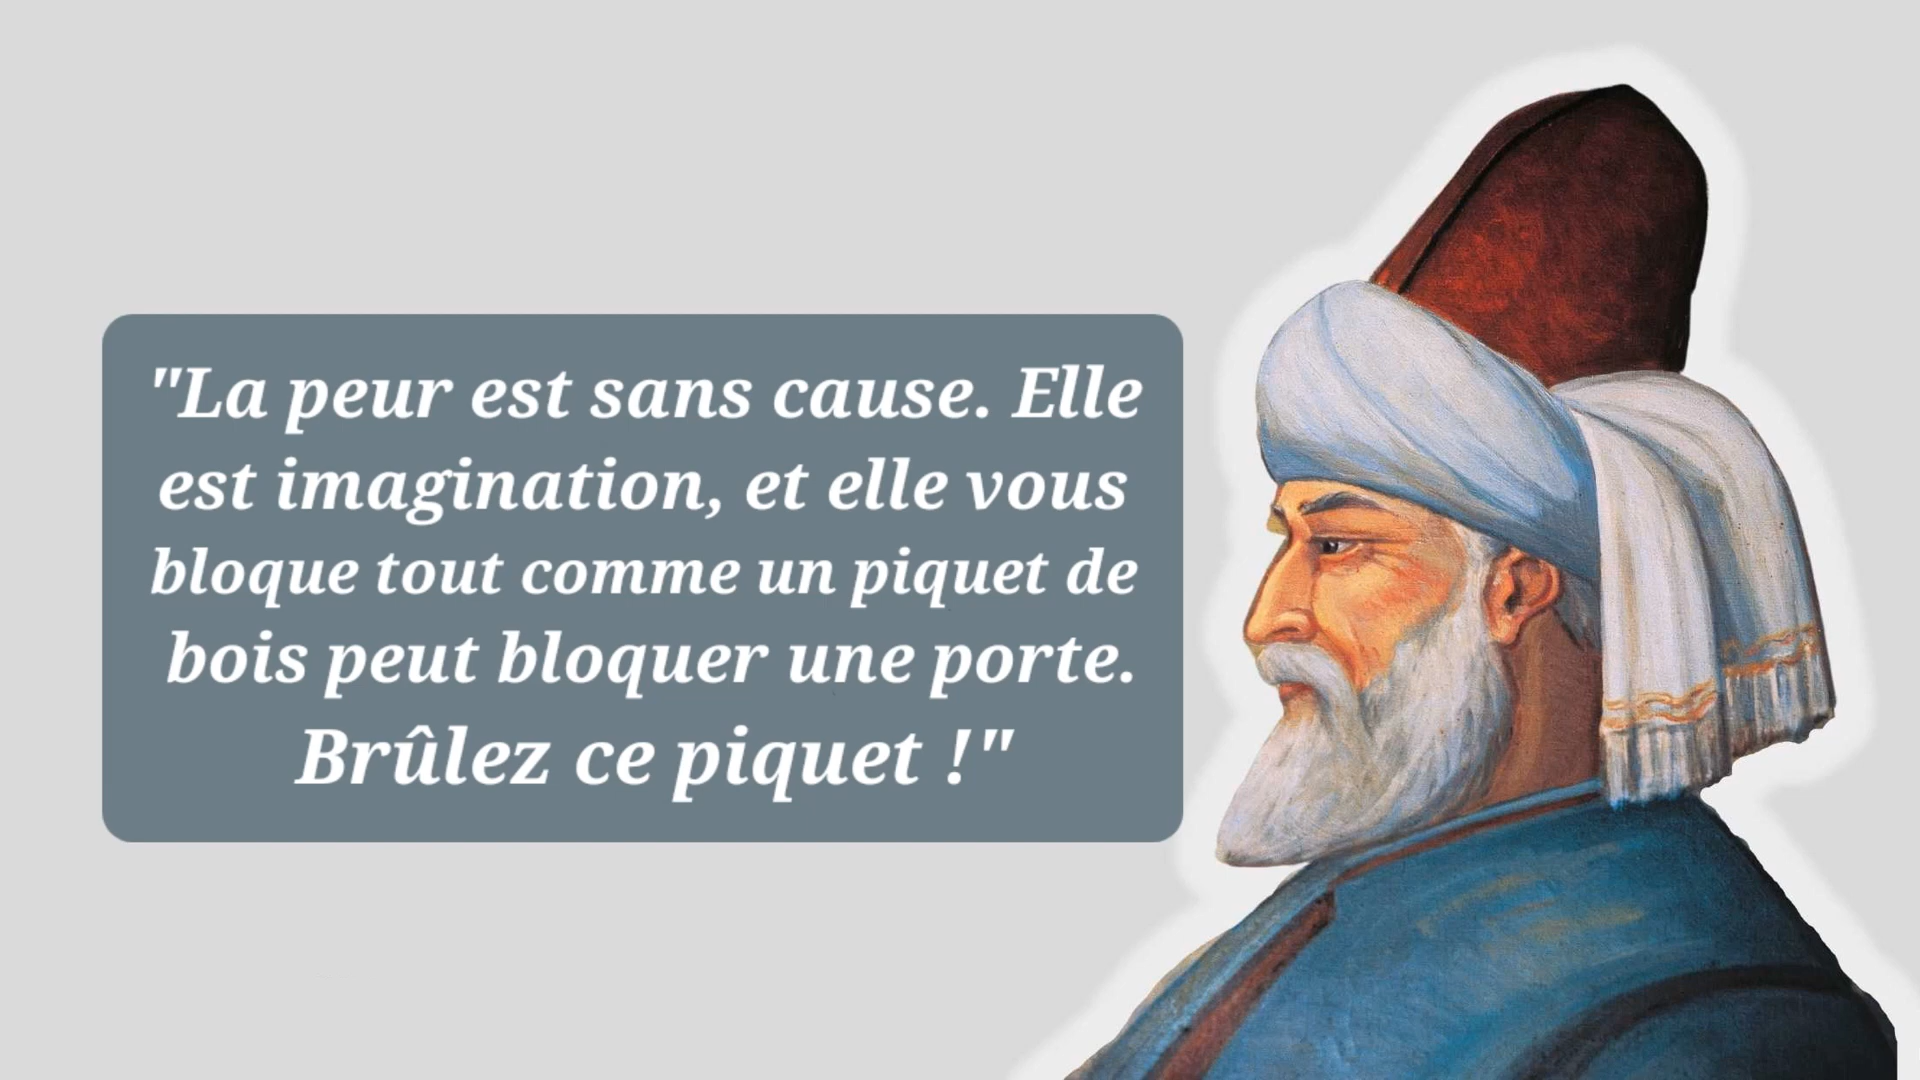 "La peur est sans cause. Elle
est imagination, et elle vous
bloque tout comme un piquet de
bois peut bloquer une porte.
Brûlez ce piquet !"